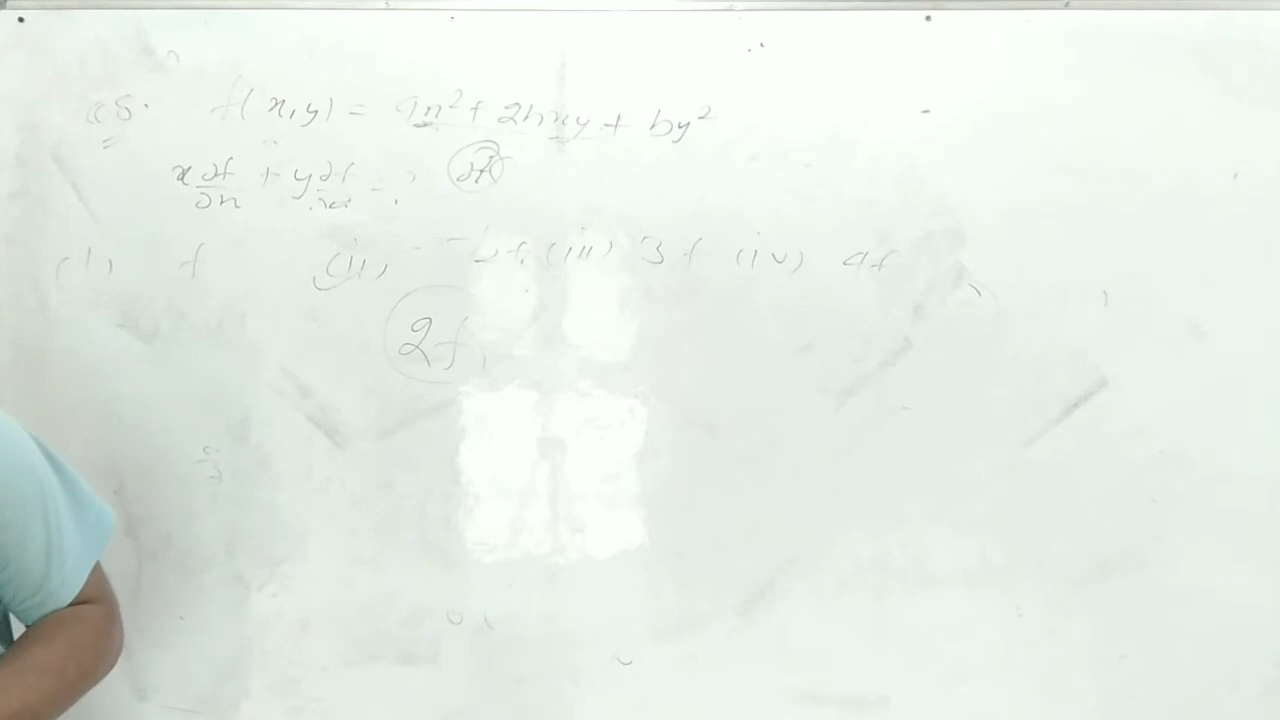 Q8. f(x,y) = ax² + 2hxy + by²
x ∂f/∂x + y ∂f = ? 2f
(i) f (ii) 2f (iii) 3f (iv) 4f
2f